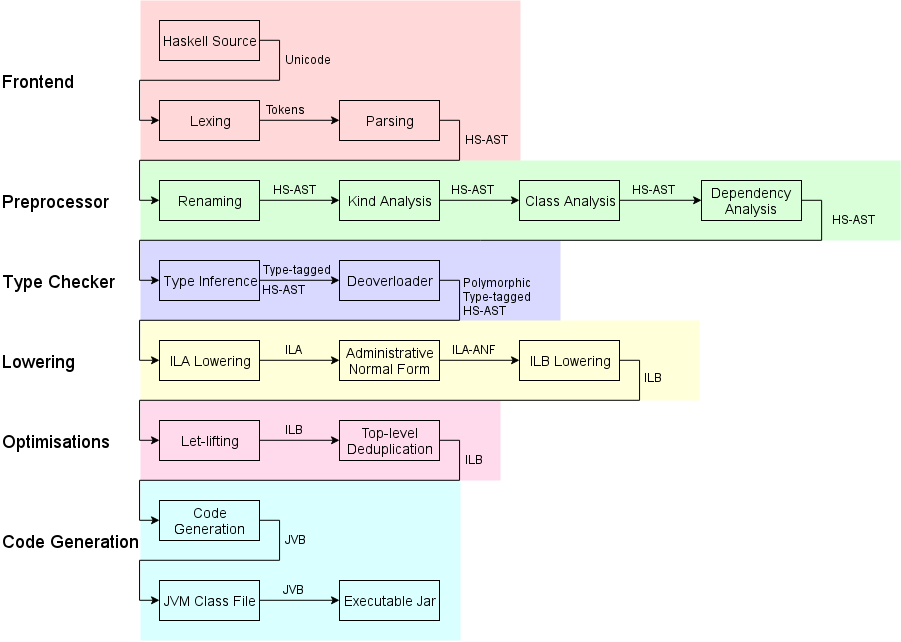 Haskell Source
Unicode
Frontend
Lexing
Tokens
Parsing
HS-AST
Preprocessor
Renaming
HS-AST
Kind Analysis
HS-AST
Class Analysis
HS-AST
Dependency
Analysis
HS-AST
Type Checker
Type Inference
Type-tagged
HS-AST
Deoverloader
Polymorphic
Type-tagged
HS-AST
Lowering
ILA Lowering
ILA
Administrative
Normal Form
ILA-ANF
ILB Lowering
ILB
Optimisations
Let-lifting
ILB
Top-level
Deduplication
ILB
Code Generation
Code
Generation
JVB
JVM Class File
JVB
Executable Jar